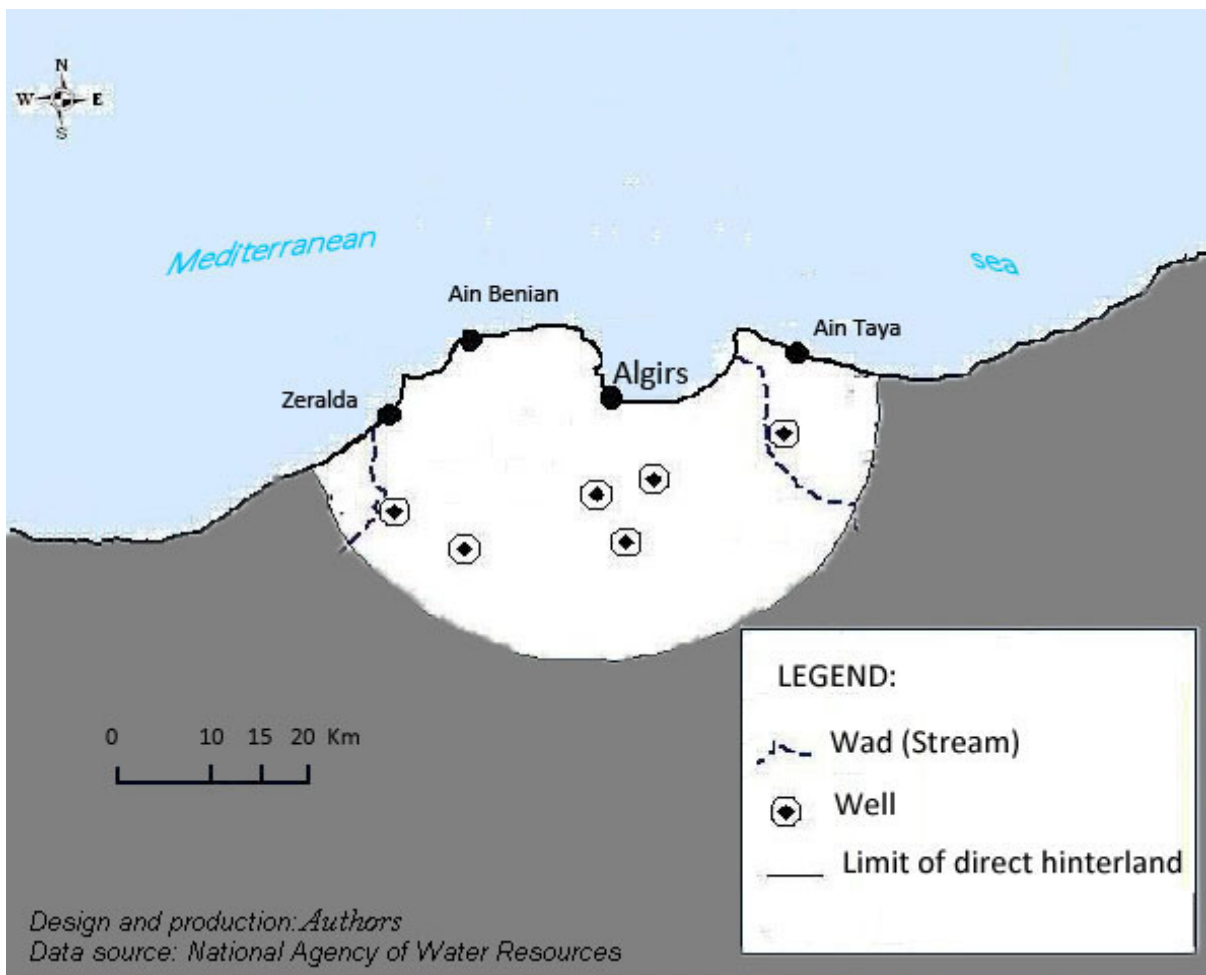 N
W E
S
Mediterranean
sea
Ain Benian
Ain Taya
Algirs
Zeralda
0 10 15 20 Km
LEGEND:
Wad (Stream)
Well
Limit of direct hinterland
Design and production: Authors
Data source: National Agency of Water Resources